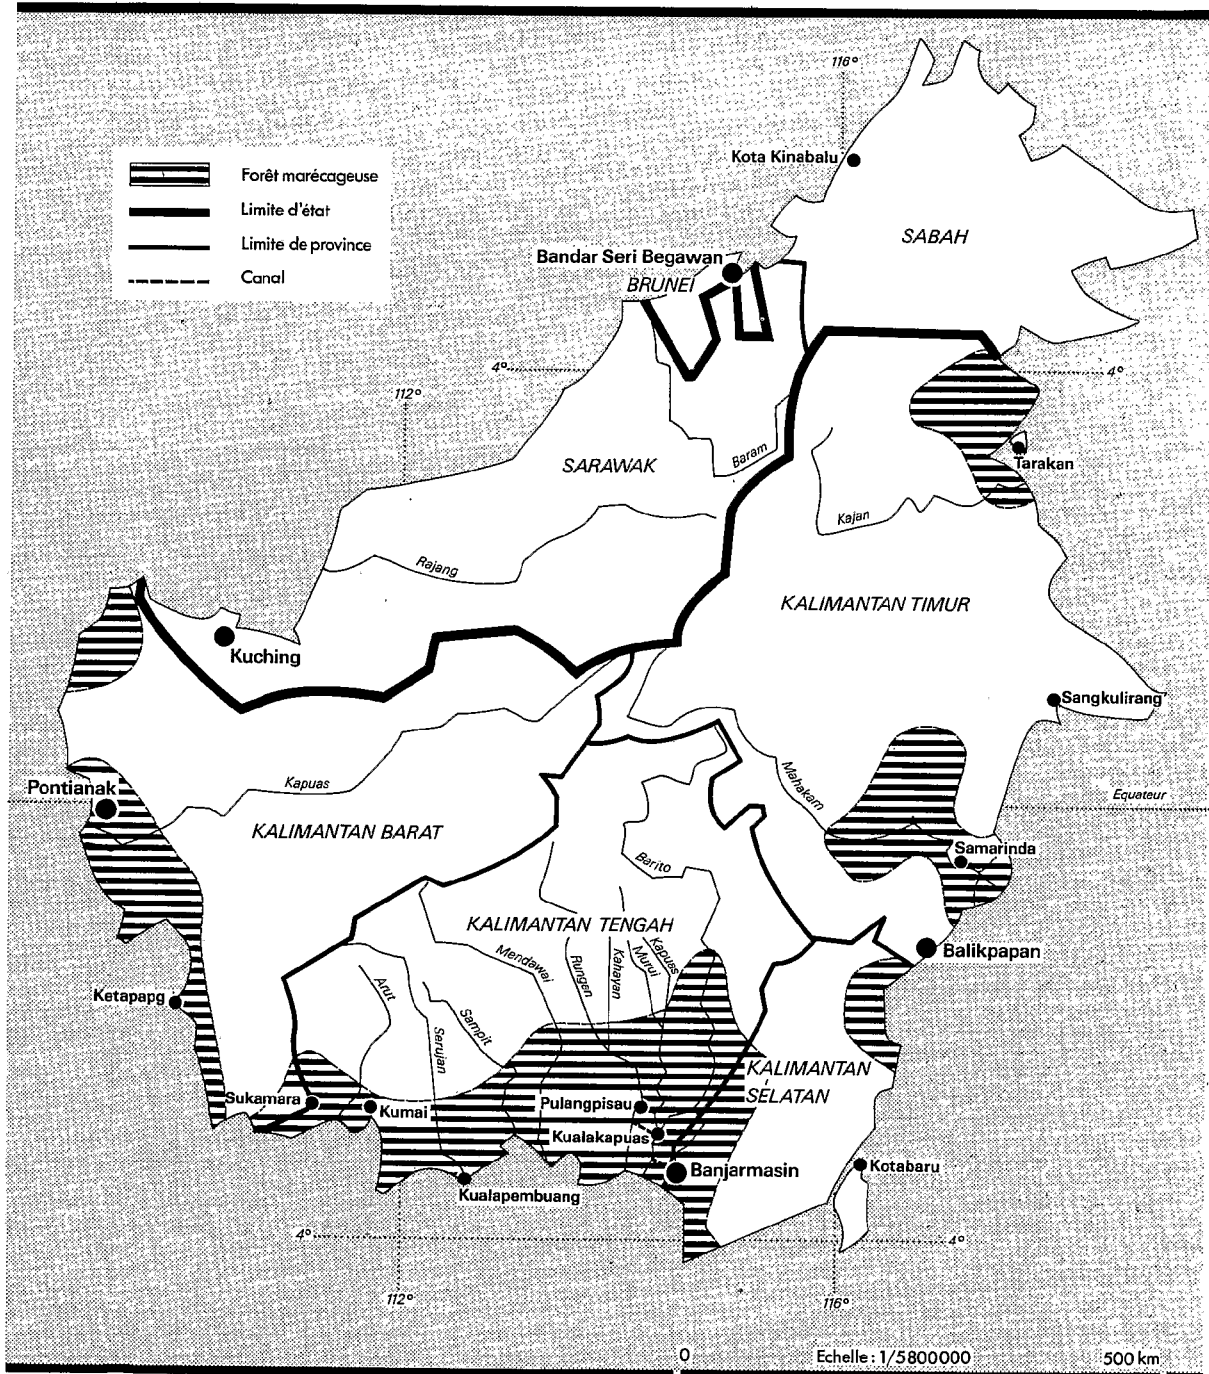 116°
Kota Kinabalu
Forêt marécageuse
Limite d'état
Limite de province
Canal
SABAH
Bandar Seri Begawan
BRUNEI
4°
4°
112°
SARAWAK
Baram
Tarakan
Kajan
Rajang
KALIMANTAN TIMUR
Kuching
Sangkulirang
Pontianak
Kapuas
Mahakam
Equateur
KALIMANTAN BARAT
Samarinda
Barito
KALIMANTAN TENGAH
Mendawai
Rungen
Kahayan
Murui
Kapuas
Balikpapan
Ketapapg
Arut
Sampit
Serujan
KALIMANTAN
SELATAN
Sukamara
Kumai
Pulangpisau
Kualakapuas
Banjarmasin
Kotabaru
Kualapembuang
4°
4°
112°
116°
0
Echelle : 1/5800000
500 km